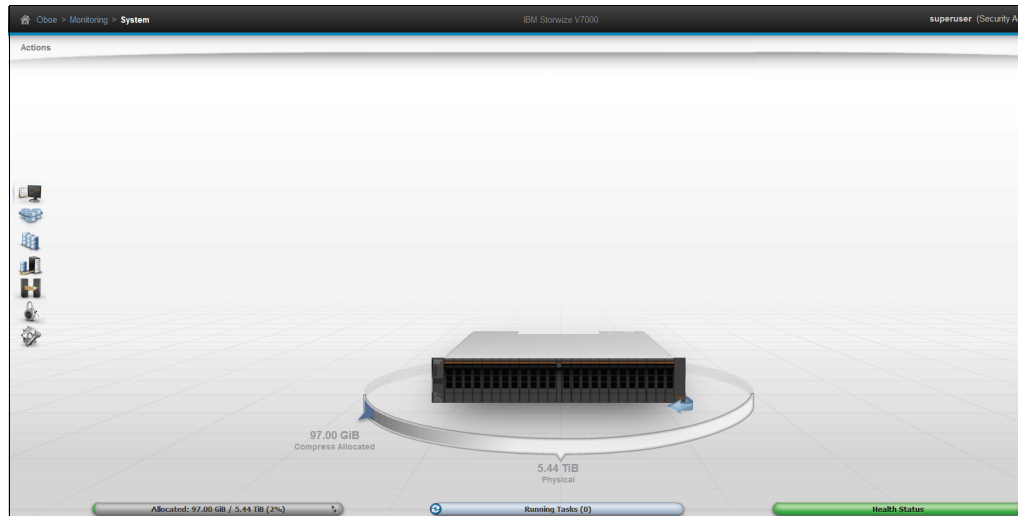 Oboe > Monitoring > System
IBM Storwize V7000
superuser (Security A
Actions
97.00 GiB
Compress Allocated
5.44 TiB
Physical
Allocated: 97.00 GiB / 5.44 TiB (2%)
Running Tasks (0)
Health Status